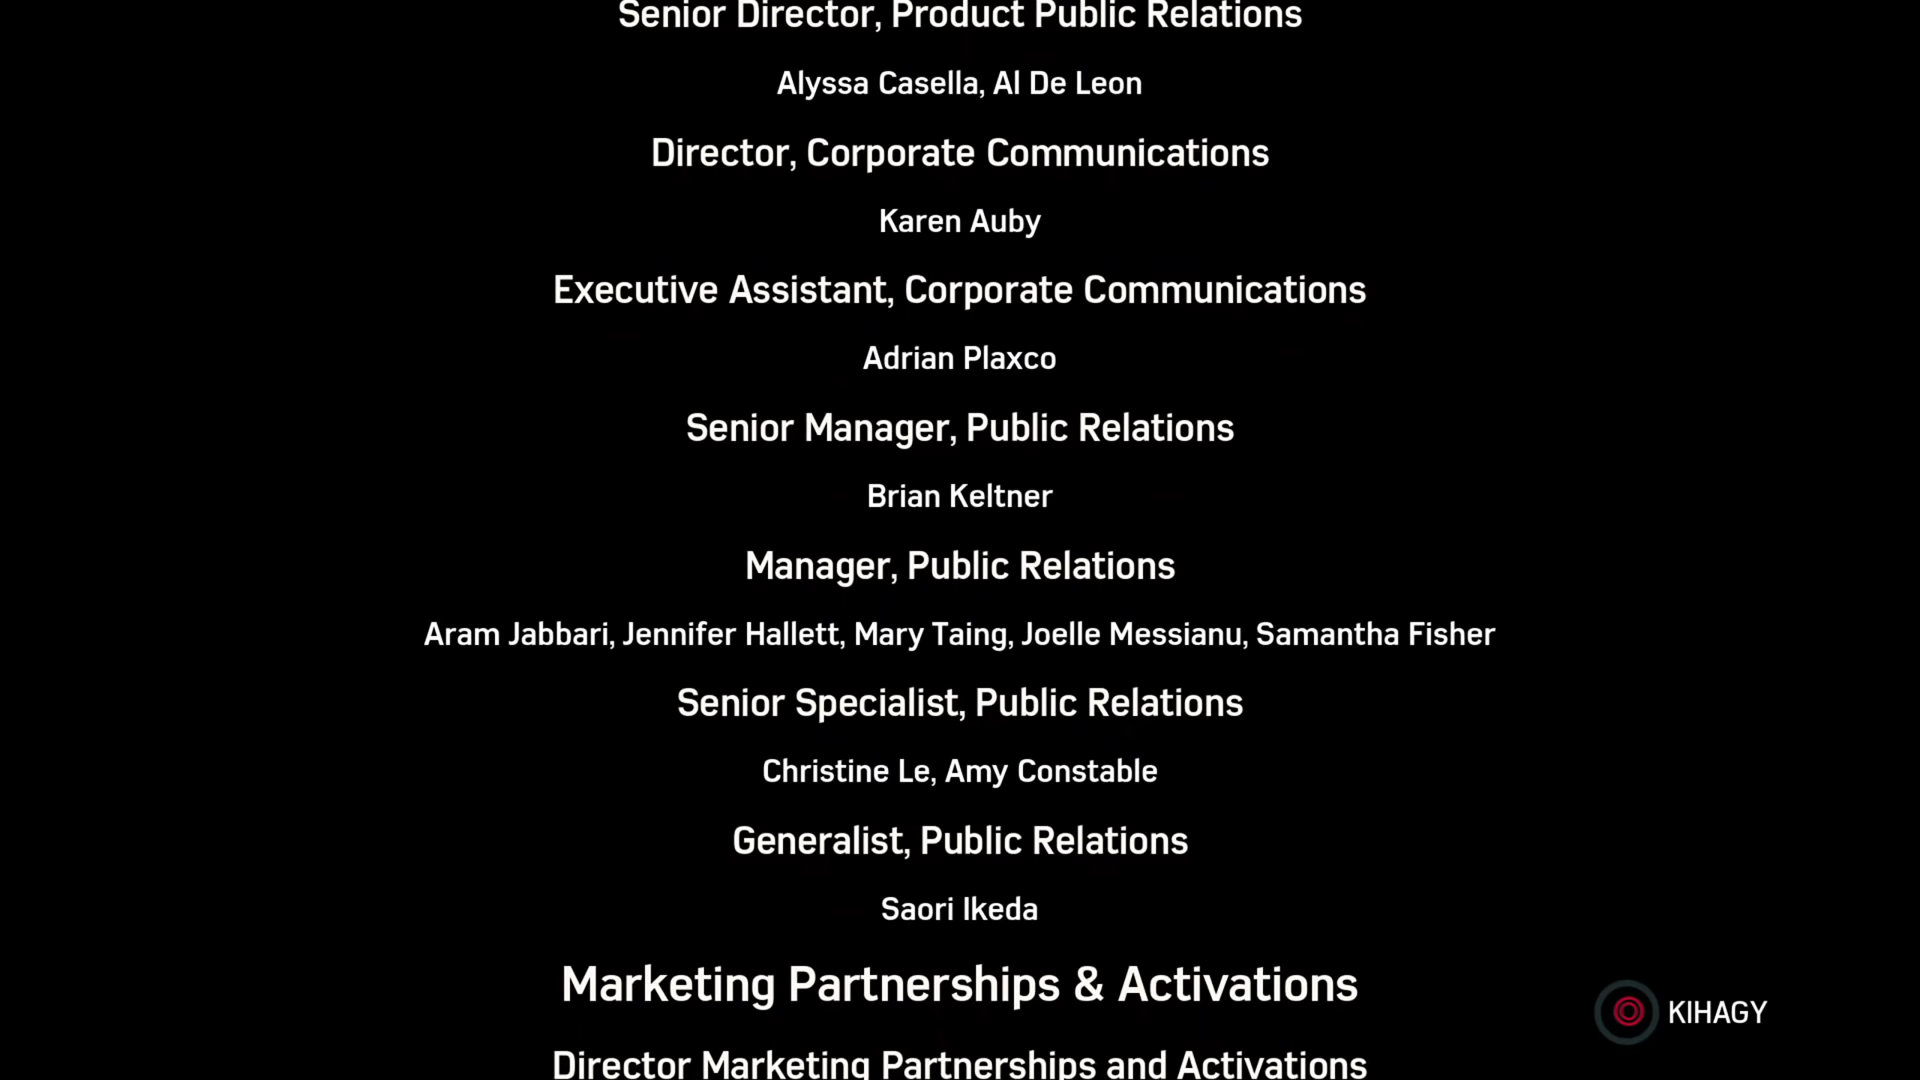 Senior Director, Product Public Relations
Alyssa Casella, Al De Leon
Director, Corporate Communications
Karen Auby
Executive Assistant, Corporate Communications
Adrian Plaxco
Senior Manager, Public Relations
Brian Keltner
Manager, Public Relations
Aram Jabbari, Jennifer Hallett, Mary Taing, Joelle Messianu, Samantha Fisher
Senior Specialist, Public Relations
Christine Le, Amy Constable
Generalist, Public Relations
Saori Ikeda
Marketing Partnerships & Activations
KIHAGY
Director Marketing Partnerships and Activations